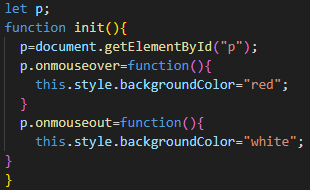 let p;
function init(){
  p=document.getElementById("p");
  p.onmouseover=function(){
    this.style.backgroundColor="red";
  }
  p.onmouseout=function(){
    this.style.backgroundColor="white";
}
}